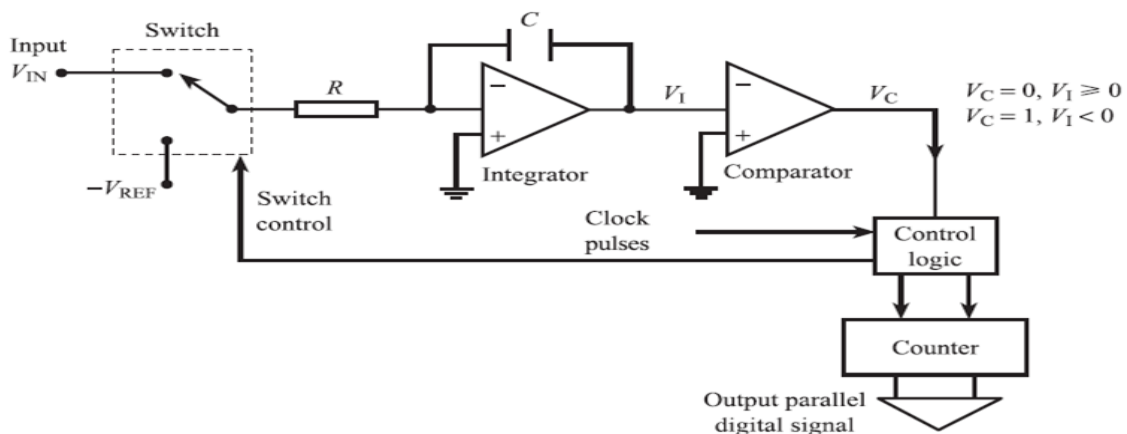 Switch
Input
V_IN
−V_REF
Switch
control
R
C
−
+
Integrator
V_I
−
+
Comparator
V_C
V_C = 0, V_I ⩾ 0
V_C = 1, V_I < 0
Clock
pulses
Control
logic
Counter
Output parallel
digital signal